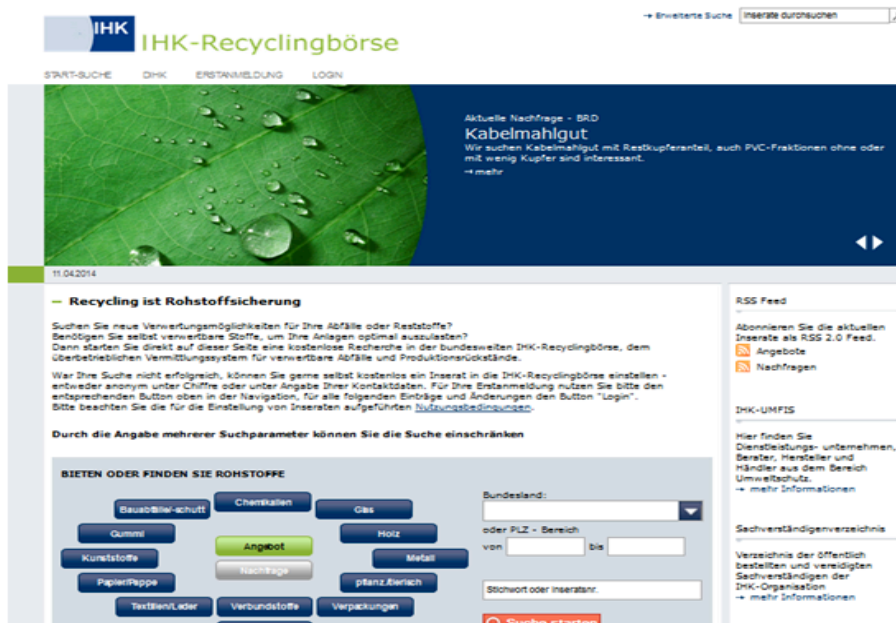 → Erweiterte Suche
Inserate durchsuchen
IHK
IHK-Recyclingbörse
START-SUCHE DIHK ERSTANMELDUNG LOGIN
Aktuelle Nachfrage - BRD
Kabelmahlgut
Wir suchen Kabelmahlgut mit Restkupferanteil, auch PVC-Fraktionen ohne oder
mit wenig Kupfer sind interessant.
→ mehr
11.04.2014
– Recycling ist Rohstoffsicherung
Suchen Sie neue Verwertungsmöglichkeiten für Ihre Abfälle oder Reststoffe?
Benötigen Sie selbst verwertbare Stoffe, um Ihre Anlagen optimal auszulasten?
Dann starten Sie direkt auf dieser Seite eine kostenlose Recherche in der bundesweiten IHK-Recyclingbörse, dem
überbetrieblichen Vermittlungssystem für verwertbare Abfälle und Produktionsrückstände.
War Ihre Suche nicht erfolgreich, können Sie gerne selbst kostenlos ein Inserat in die IHK-Recyclingbörse einstellen -
entweder anonym unter Chiffre oder unter Angabe Ihrer Kontaktdaten. Für Ihre Erstanmeldung nutzen Sie bitte den
entsprechenden Button oben in der Navigation, für alle folgenden Einträge und Änderungen den Button "Login".
Bitte beachten Sie die für die Einstellung von Inseraten aufgeführten Nutzungsbedingungen.
Durch die Angabe mehrerer Suchparameter können Sie die Suche einschränken
BIETEN ODER FINDEN SIE ROHSTOFFE
Bauabfälle/-schutt
Chemikalien
Glas
Gummi
Holz
Angebot
Kunststoffe
Metall
Nachfrage
Papier/Pappe
pflanz./tierisch
Textilien/Leder
Verbundstoffe
Verpackungen
Bundesland:
oder PLZ - Bereich
von bis
Stichwort oder Inseratsnr.
Suche starten
RSS Feed
Abonnieren Sie die aktuellen
Inserate als RSS 2.0 Feed.
Angebote
Nachfragen
IHK-UMFIS
Hier finden Sie
Dienstleistungs- unternehmen,
Berater, Hersteller und
Händler aus dem Bereich
Umweltschutz.
→ mehr Informationen
Sachverständigenverzeichnis
Verzeichnis der öffentlich
bestellten und vereidigten
Sachverständigen der
IHK-Organisation
→ mehr Informationen